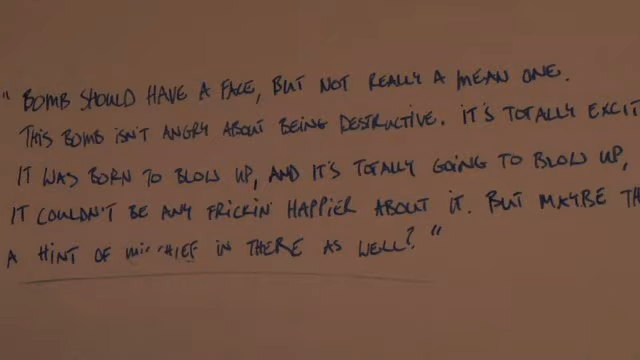 "BOMB SHOULD HAVE A FACE, BUT NOT REALLY A MEAN ONE.
THIS BOMB ISN'T ANGRY ABOUT BEING DESTRUCTIVE. IT'S TOTALLY
IT WAS BORN TO BLOW UP, AND IT'S TOTALLY GOING TO BLOW UP,
IT COULDN'T BE ANY FRICKIN HAPPIER ABOUT IT. BUT MAYBE
A HINT OF MISCHIEF IN THERE AS WELL?"